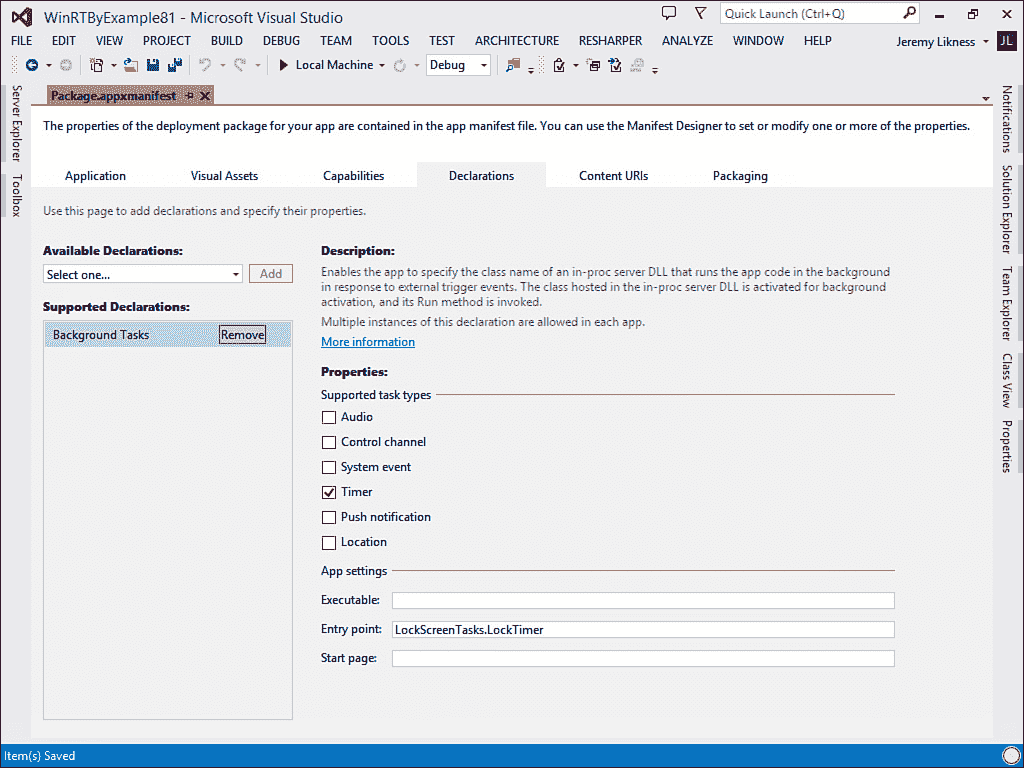 WinRTByExample81 - Microsoft Visual Studio
Quick Launch (Ctrl+Q)
FILE EDIT VIEW PROJECT BUILD DEBUG TEAM TOOLS TEST ARCHITECTURE RESHARPER ANALYZE WINDOW HELP
Jeremy Likness JL
Local Machine Debug
Server Explorer
Toolbox
Package.appxmanifest
The properties of the deployment package for your app are contained in the app manifest file. You can use the Manifest Designer to set or modify one or more of the properties.
Application Visual Assets Capabilities Declarations Content URIs Packaging
Use this page to add declarations and specify their properties.
Available Declarations:
Select one... Add
Supported Declarations:
Background Tasks Remove
Description:
Enables the app to specify the class name of an in-proc server DLL that runs the app code in the background
in response to external trigger events. The class hosted in the in-proc server DLL is activated for background
activation, and its Run method is invoked.
Multiple instances of this declaration are allowed in each app.
More information
Properties:
Supported task types
Audio
Control channel
System event
Timer
Push notification
Location
App settings
Executable:
Entry point: LockScreenTasks.LockTimer
Start page:
Notifications
Solution Explorer
Team Explorer
Class View
Properties
Item(s) Saved